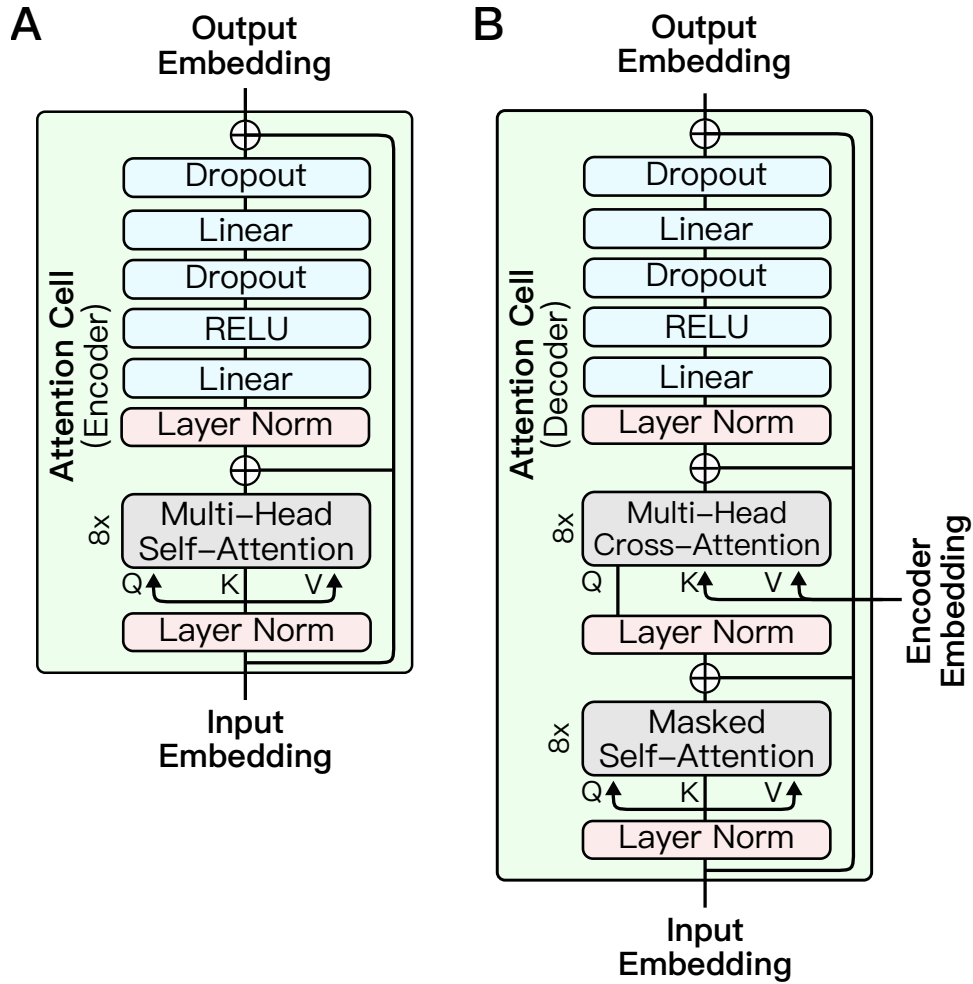 A
Output
Embedding
Dropout
Linear
Dropout
RELU
Linear
Layer Norm
Attention Cell
(Encoder)
8x
Multi-Head
Self-Attention
Q K V
Layer Norm
Input
Embedding
B
Output
Embedding
Dropout
Linear
Dropout
RELU
Linear
Layer Norm
Attention Cell
(Decoder)
8x
Multi-Head
Cross-Attention
Q K V
Encoder
Embedding
Layer Norm
8x
Masked
Self-Attention
Q K V
Layer Norm
Input
Embedding